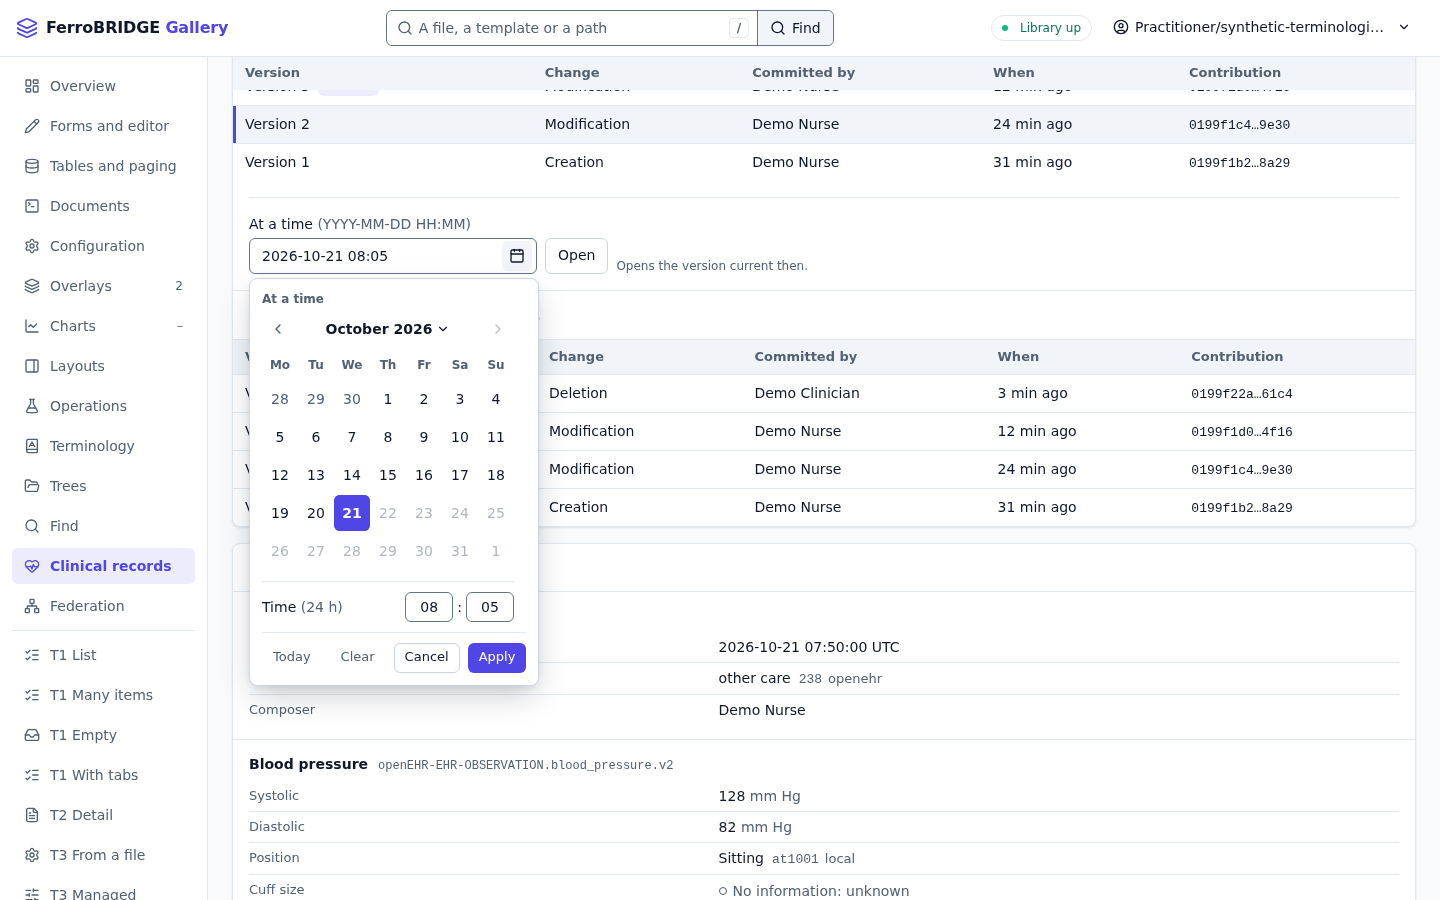 FerroBRIDGE Gallery
A file, a template or a path
/
Find
Library up
Practitioner/synthetic-terminologi...
Overview
Forms and editor
Tables and paging
Documents
Configuration
Overlays 2
Charts –
Layouts
Operations
Terminology
Trees
Find
Clinical records
Federation
T1 List
T1 Many items
T1 Empty
T1 With tabs
T2 Detail
T3 From a file
T3 Managed
Version Change Committed by When Contribution
Version 2 Modification Demo Nurse 24 min ago 0199f1c4…9e30
Version 1 Creation Demo Nurse 31 min ago 0199f1b2…8a29
At a time (YYYY-MM-DD HH:MM)
2026-10-21 08:05
Open
Opens the version current then.
At a time
October 2026
Mo Tu We Th Fr Sa Su
28 29 30 1 2 3 4
5 6 7 8 9 10 11
12 13 14 15 16 17 18
19 20 21 22 23 24 25
26 27 28 29 30 31 1
Time (24 h) 08 : 05
Today Clear Cancel Apply
Change Committed by When Contribution
Deletion Demo Clinician 3 min ago 0199f22a…61c4
Modification Demo Nurse 12 min ago 0199f1d0…4f16
Modification Demo Nurse 24 min ago 0199f1c4…9e30
Creation Demo Nurse 31 min ago 0199f1b2…8a29
2026-10-21 07:50:00 UTC
other care 238 openehr
Composer Demo Nurse
Blood pressure openEHR-EHR-OBSERVATION.blood_pressure.v2
Systolic 128 mm Hg
Diastolic 82 mm Hg
Position Sitting at1001 local
Cuff size No information: unknown